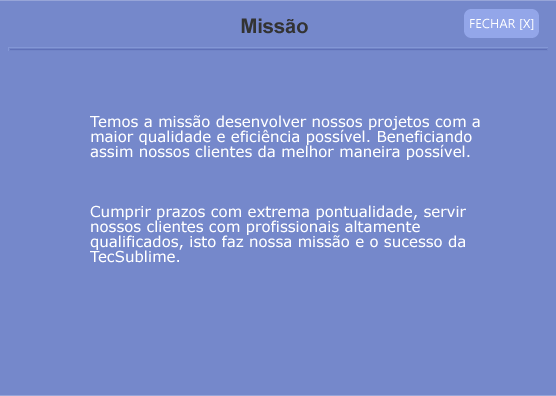 Missão
FECHAR [X]
Temos a missão desenvolver nossos projetos com a
maior qualidade e eficiência possível. Beneficiando
assim nossos clientes da melhor maneira possível.
Cumprir prazos com extrema pontualidade, servir
nossos clientes com profissionais altamente
qualificados, isto faz nossa missão e o sucesso da
TecSublime.